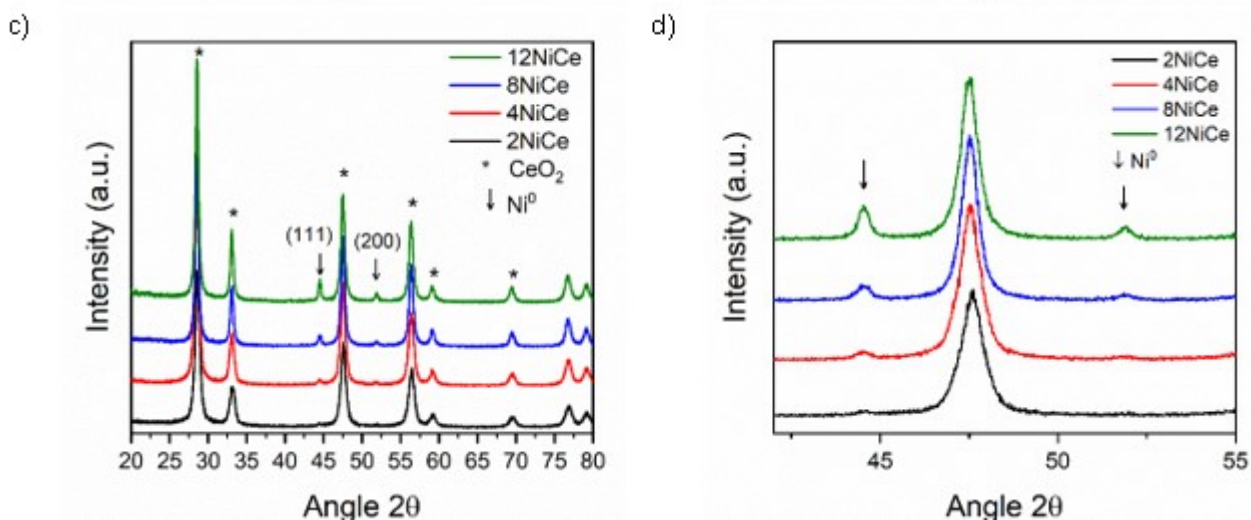 c)
12NiCe
8NiCe
4NiCe
2NiCe
* CeO₂
↓ Ni⁰
* * * * * *
(111) (200)
Intensity (a.u.)
20 25 30 35 40 45 50 55 60 65 70 75 80
Angle 2θ
d)
2NiCe
4NiCe
8NiCe
12NiCe
↓ Ni⁰
Intensity (a.u.)
45 50 55
Angle 2θ